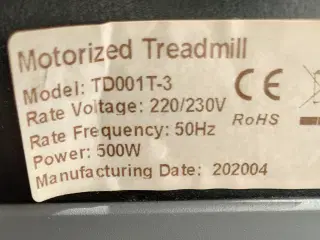 Motorized Treadmill
Model: TD001T-3
Rate Voltage: 220/230V
Rate Frequency: 50Hz
Power: 500W
Manufacturing Date: 202004
CE
RoHS